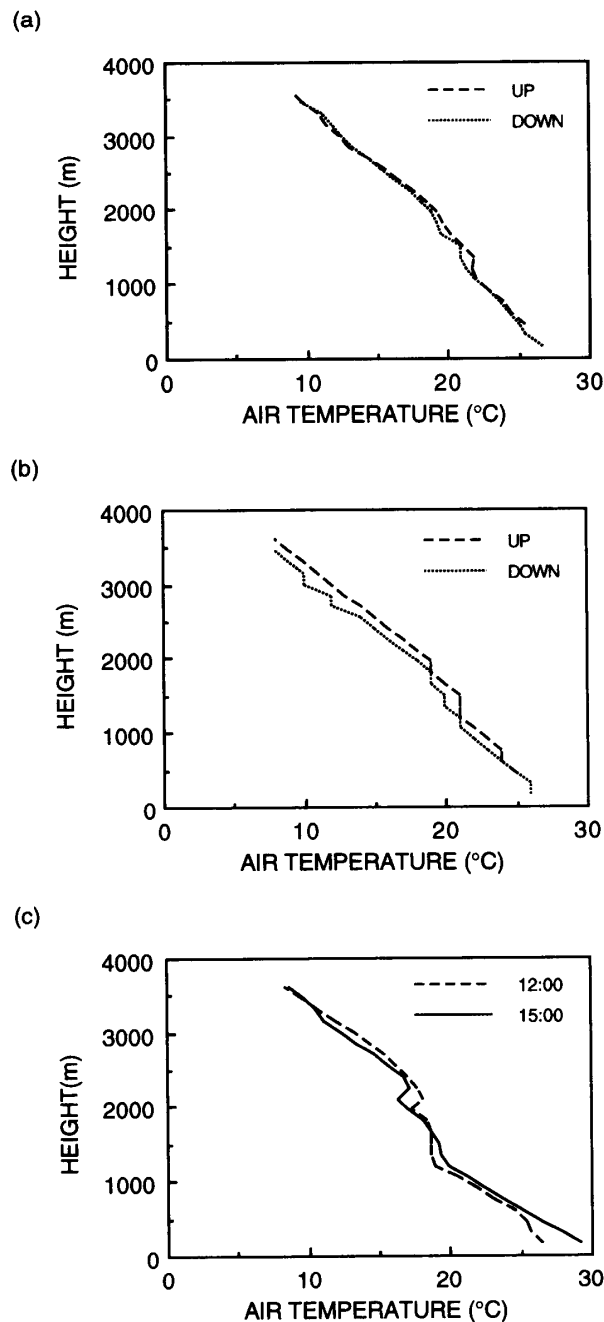 (a)
4000
UP
DOWN
3000
2000
1000
0
HEIGHT (m)
0
10
20
30
AIR TEMPERATURE (°C)
(b)
4000
UP
DOWN
3000
2000
1000
0
HEIGHT (m)
0
10
20
30
AIR TEMPERATURE (°C)
(c)
4000
12:00
15:00
3000
2000
1000
0
HEIGHT(m)
0
10
20
30
AIR TEMPERATURE (°C)